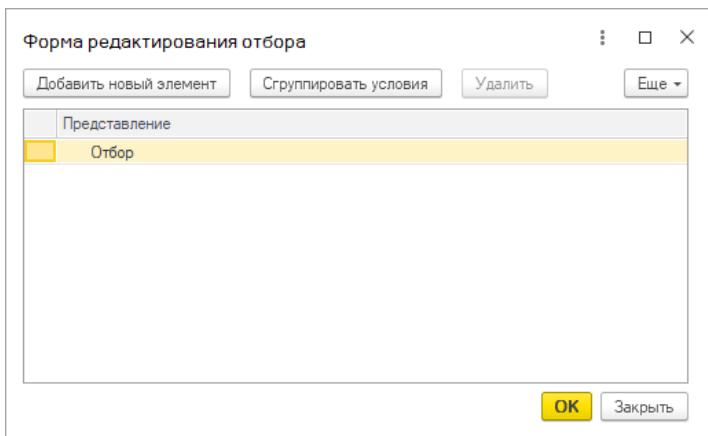 Форма редактирования отбора
Добавить новый элемент Сгруппировать условия Удалить Еще
Представление
Отбор
ОК Закрыть